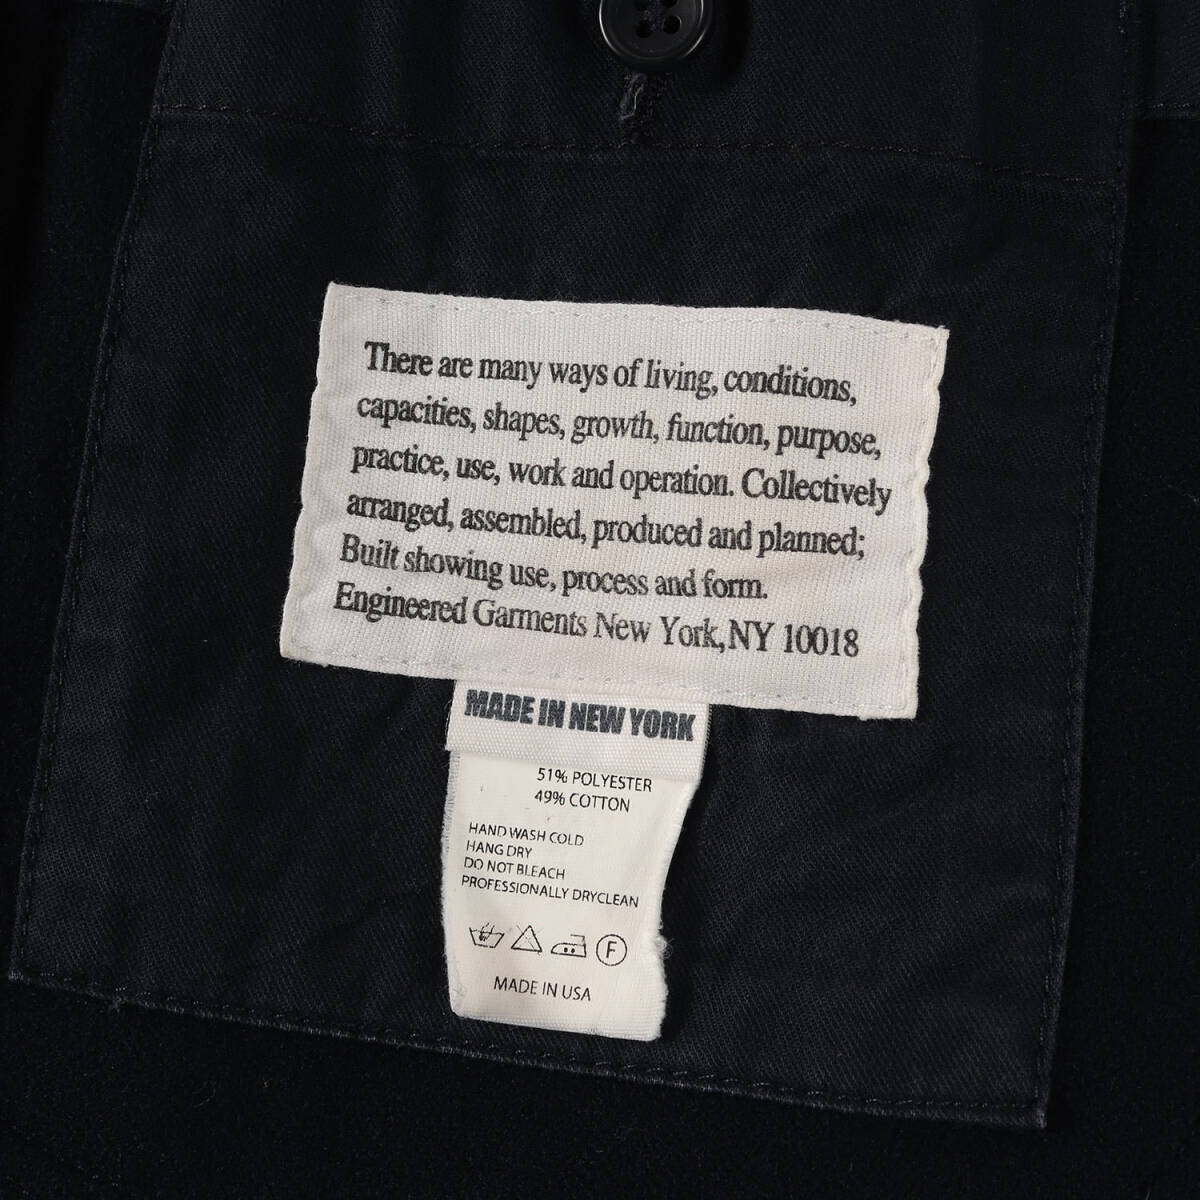 There are many ways of living, conditions,
capacities, shapes, growth, function, purpose,
practice, use, work and operation. Collectively
arranged, assembled, produced and planned;
Built showing use, process and form.
Engineered Garments New York, NY 10018
MADE IN NEW YORK
51% POLYESTER
49% COTTON
HAND WASH COLD
HANG DRY
DO NOT BLEACH
PROFESSIONALLY DRYCLEAN
F
MADE IN USA